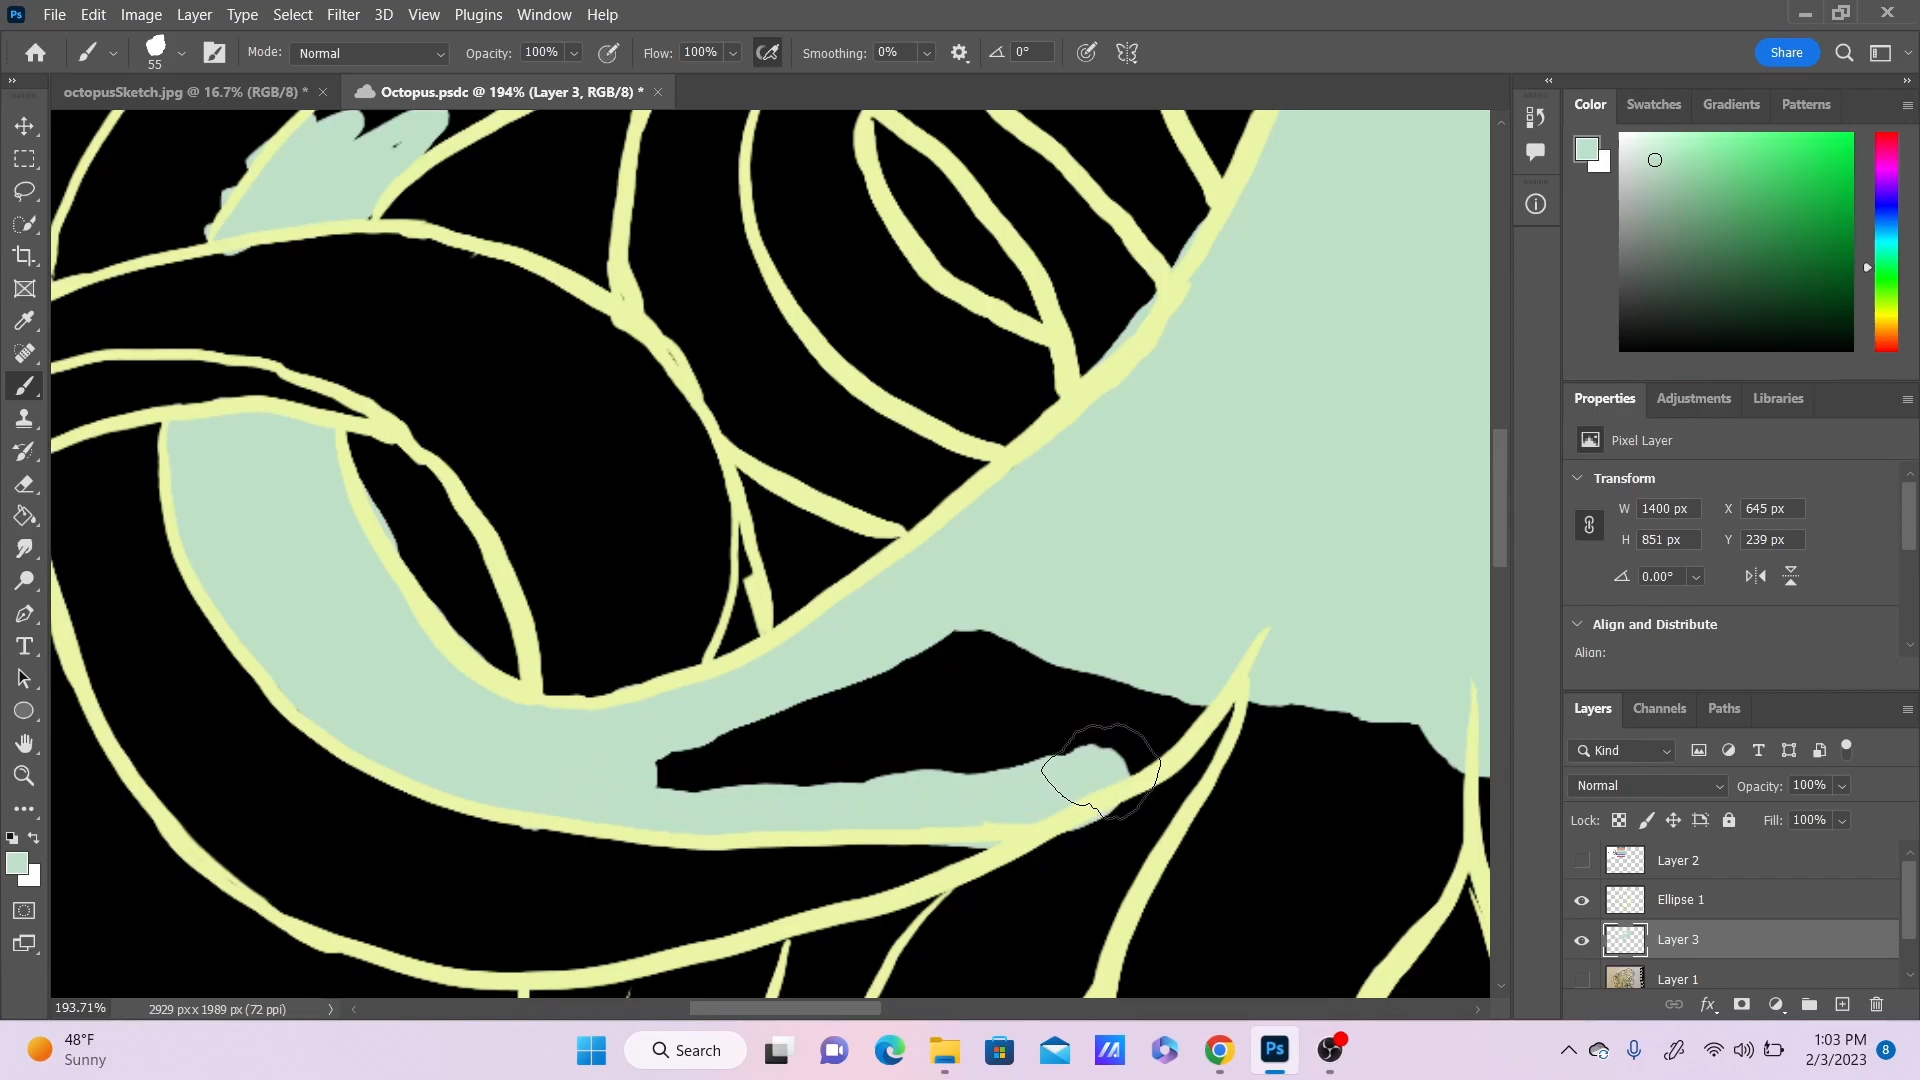 Ps File Edit Image Layer Type Select Filter 3D View Plugins Window Help
55 Mode: Normal Opacity: 100% Flow: 100% Smoothing: 0% 0° Share
octopusSketch.jpg @ 16.7% (RGB/8) * Octopus.psdc @ 194% (Layer 3, RGB/8) *
Color Swatches Gradients Patterns
Properties Adjustments Libraries
Pixel Layer
Transform
W 1400 px X 645 px
H 851 px Y 239 px
0.00°
Align and Distribute
Align:
Layers Channels Paths
Kind
Normal Opacity: 100%
Lock: Fill: 100%
Layer 2
Ellipse 1
Layer 3
Layer 1
193.71% 2929 px x 1989 px (72 ppi)
48°F
Sunny
Search
Ps
1:03 PM
2/3/2023
8